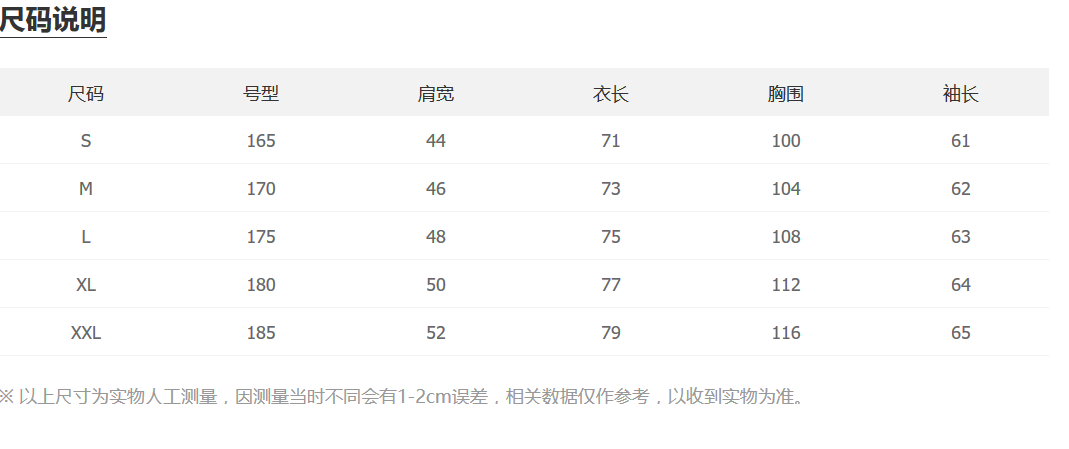 尺码说明
尺码 号型 肩宽 衣长 胸围 袖长
S 165 44 71 100 61
M 170 46 73 104 62
L 175 48 75 108 63
XL 180 50 77 112 64
XXL 185 52 79 116 65
※ 以上尺寸为实物人工测量，因测量当时不同会有1-2cm误差，相关数据仅作参考，以收到实物为准。